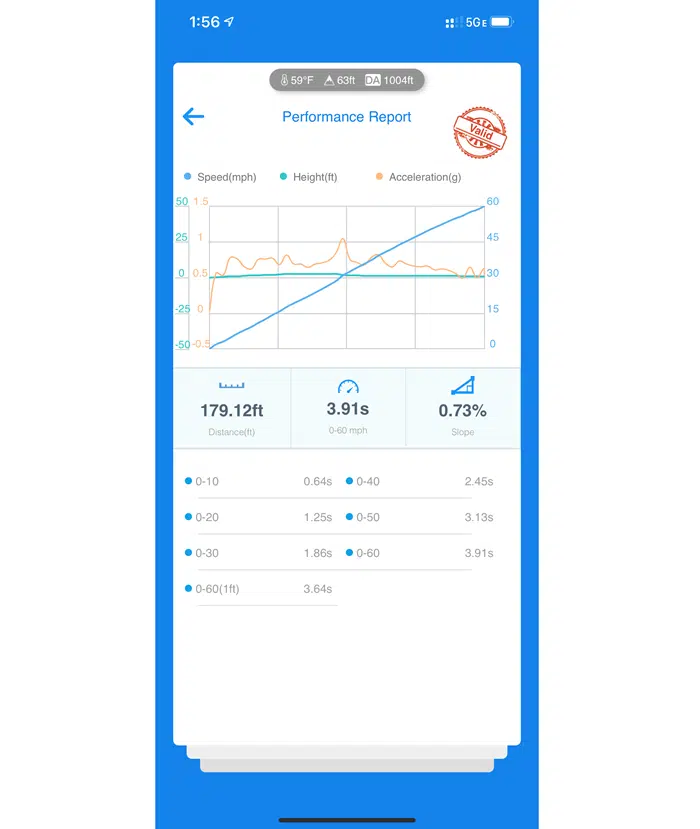 1:56 5GE
59°F 63ft DA 1004ft
Performance Report
Valid
Speed(mph) Height(ft) Acceleration(g)
50 1.5 60
25 1 45
0 0.5 30
-25 0 15
-50 -0.5 0
179.12ft 3.91s 0.73%
Distance(ft) 0-60 mph Slope
0-10 0.64s 0-40 2.45s
0-20 1.25s 0-50 3.13s
0-30 1.86s 0-60 3.91s
0-60(1ft) 3.64s